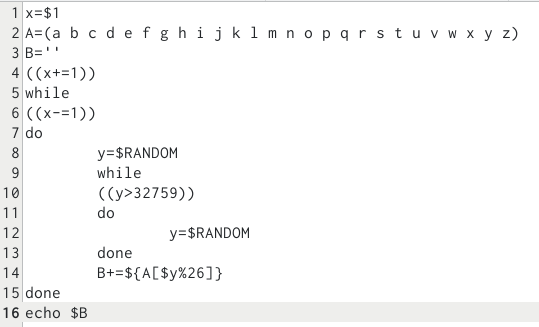 1 x=$1
2 A=(a b c d e f g h i j k l m n o p q r s t u v w x y z)
3 B=''
4 ((x+=1))
5 while
6 ((x-=1))
7 do
8 y=$RANDOM
9 while
10 ((y>32759))
11 do
12 y=$RANDOM
13 done
14 B+=${A[$y%26]}
15 done
16 echo $B